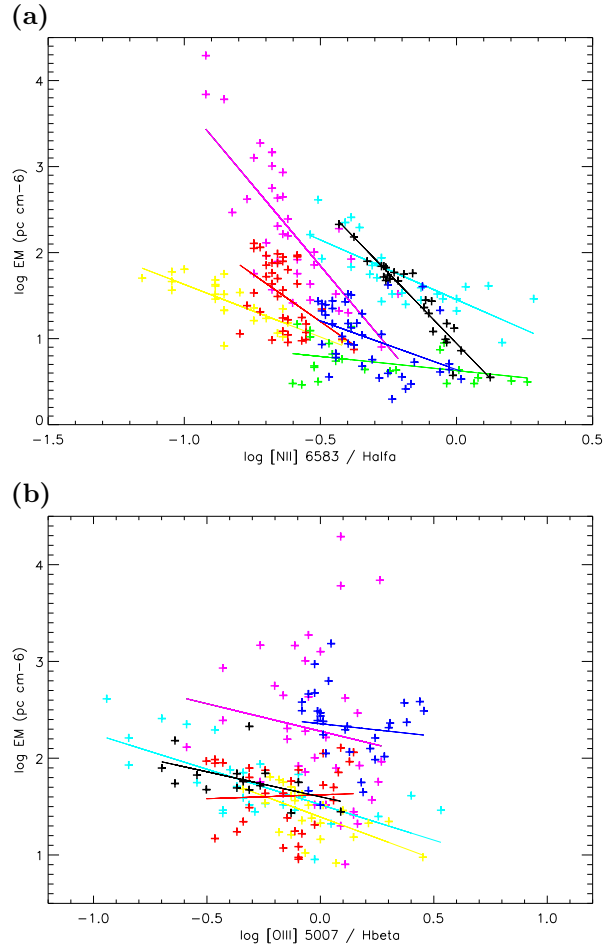 (a)
4
3
2
1
0
log EM (pc cm-6)
-1.5 -1.0 -0.5 0.0 0.5
log [NII] 6583 / Halfa
(b)
4
3
2
1
log EM (pc cm-6)
-1.0 -0.5 0.0 0.5 1.0
log [OIII] 5007 / Hbeta